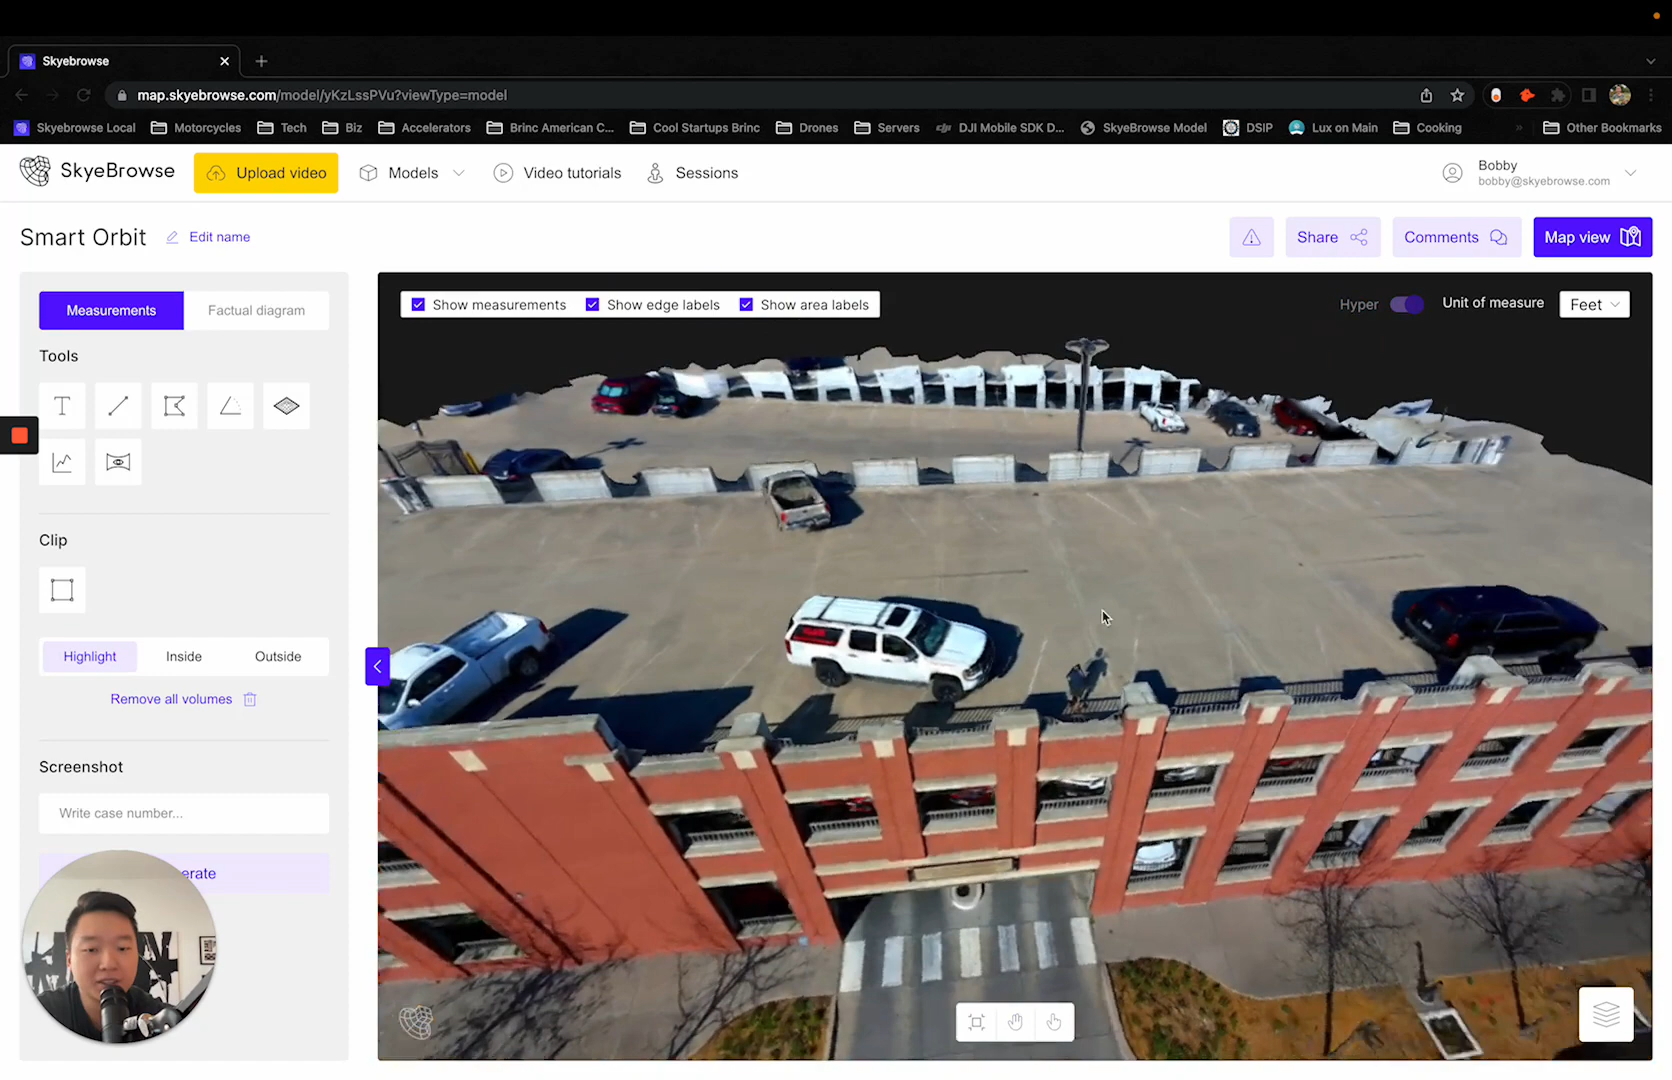 Skyebrowse
map.skyebrowse.com/model/yKzLssPVu?viewType=model
Skyebrowse Local Motorcycles Tech Biz Accelerators Brinc American C... Cool Startups Brinc Drones Servers DJI Mobile SDK D... SkyeBrowse Model DSIP Lux on Main Cooking » Other Bookmarks
SkyeBrowse Upload video Models Video tutorials Sessions Bobby
bobby@skyebrowse.com
Smart Orbit Edit name Share Comments Map view
Measurements Factual diagram
Show measurements Show edge labels Show area labels Hyper Unit of measure Feet
Tools
T
Clip
Highlight Inside Outside
Remove all volumes
Screenshot
Write case number...
erate